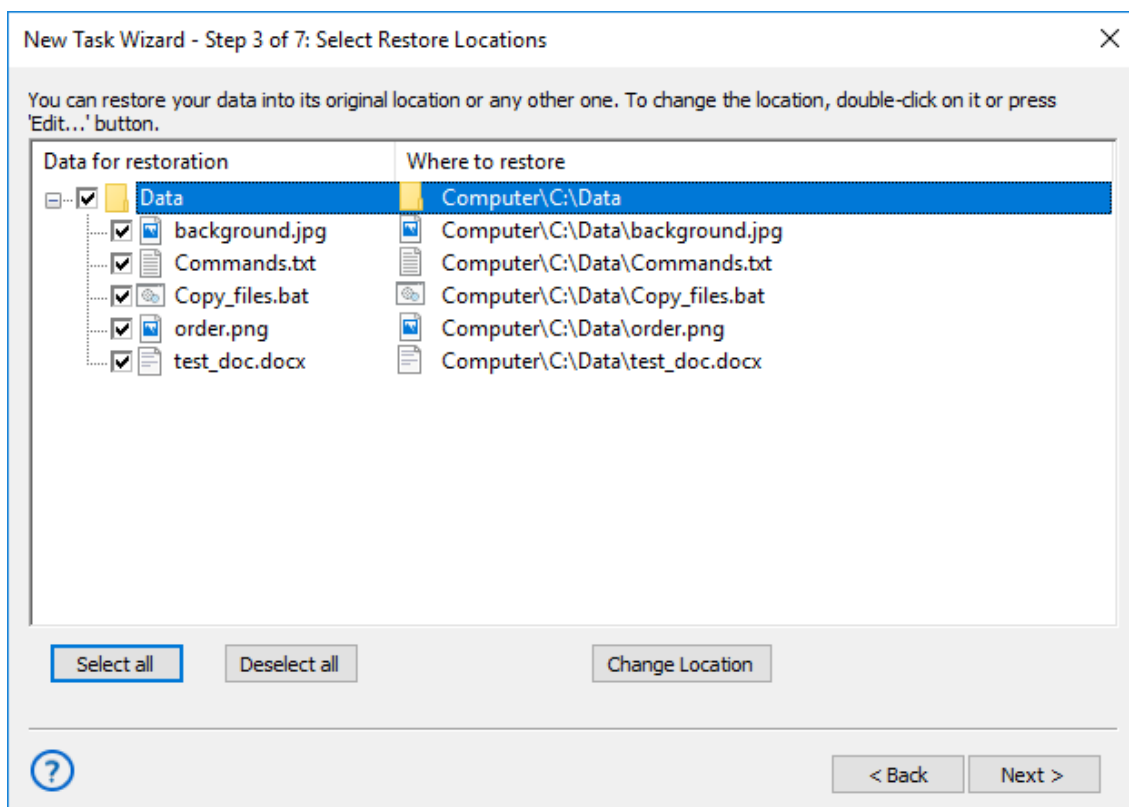 New Task Wizard - Step 3 of 7: Select Restore Locations
You can restore your data into its original location or any other one. To change the location, double-click on it or press
'Edit...' button.
Data for restoration Where to restore
Data Computer\C:\Data
background.jpg Computer\C:\Data\background.jpg
Commands.txt Computer\C:\Data\Commands.txt
Copy_files.bat Computer\C:\Data\Copy_files.bat
order.png Computer\C:\Data\order.png
test_doc.docx Computer\C:\Data\test_doc.docx
Select all Deselect all Change Location
? < Back Next >